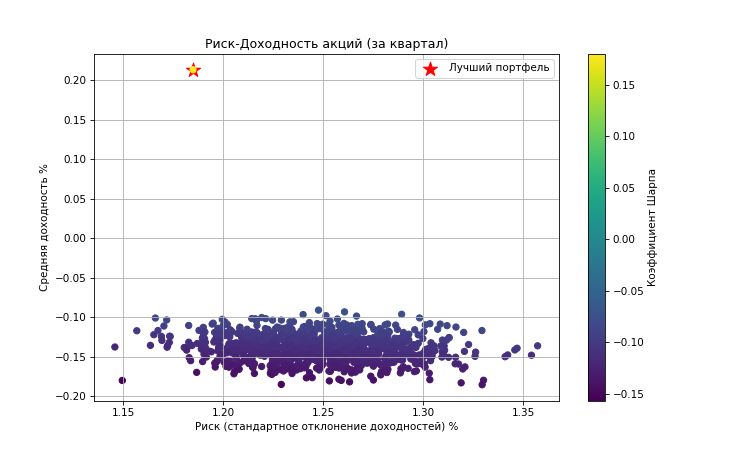 Риск-Доходность акций (за квартал)
Лучший портфель
Средняя доходность %
0.20
0.15
0.10
0.05
0.00
−0.05
−0.10
−0.15
−0.20
1.15 1.20 1.25 1.30 1.35
Риск (стандартное отклонение доходностей) %
0.15
0.10
0.05
0.00
−0.05
−0.10
−0.15
Коэффициент Шарпа